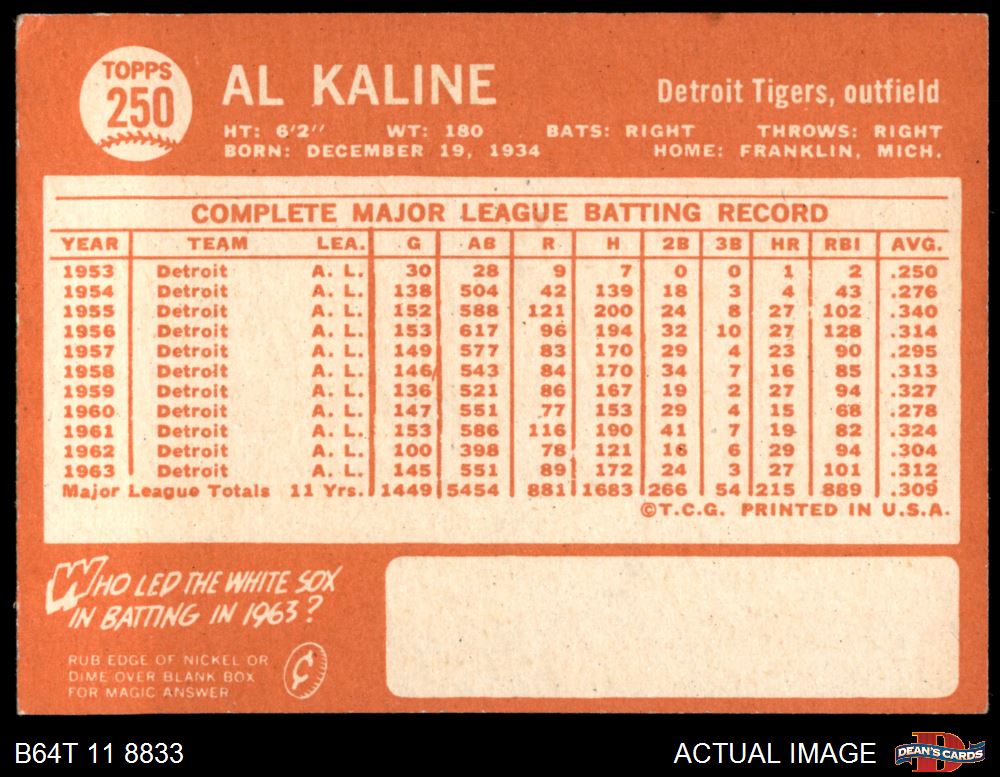 TOPPS
250
AL KALINE
Detroit Tigers, outfield
HT: 6'2" WT: 180 BATS: RIGHT THROWS: RIGHT
BORN: DECEMBER 19, 1934 HOME: FRANKLIN, MICH.
COMPLETE MAJOR LEAGUE BATTING RECORD
YEAR TEAM LEA. G AB R H 2B 3B HR RBI AVG.
1953 Detroit A. L. 30 28 9 7 0 0 1 2 .250
1954 Detroit A. L. 138 504 42 139 18 3 4 43 .276
1955 Detroit A. L. 152 588 121 200 24 8 27 102 .340
1956 Detroit A. L. 153 617 96 194 32 10 27 128 .314
1957 Detroit A. L. 149 577 83 170 29 4 23 90 .295
1958 Detroit A. L. 146 543 84 170 34 7 16 85 .313
1959 Detroit A. L. 136 521 86 167 19 2 27 94 .327
1960 Detroit A. L. 147 551 77 153 29 4 15 68 .278
1961 Detroit A. L. 153 586 116 190 41 7 19 82 .324
1962 Detroit A. L. 100 398 78 121 16 6 29 94 .304
1963 Detroit A. L. 145 551 89 172 24 3 27 101 .312
Major League Totals 11 Yrs. 1449 5454 881 1683 266 54 215 889 .309
©T.C.G. PRINTED IN U.S.A.
WHO LED THE WHITE SOX
IN BATTING IN 1963?
RUB EDGE OF NICKEL OR
DIME OVER BLANK BOX
FOR MAGIC ANSWER
¢
B64T 11 8833
ACTUAL IMAGE
DEAN'S CARDS